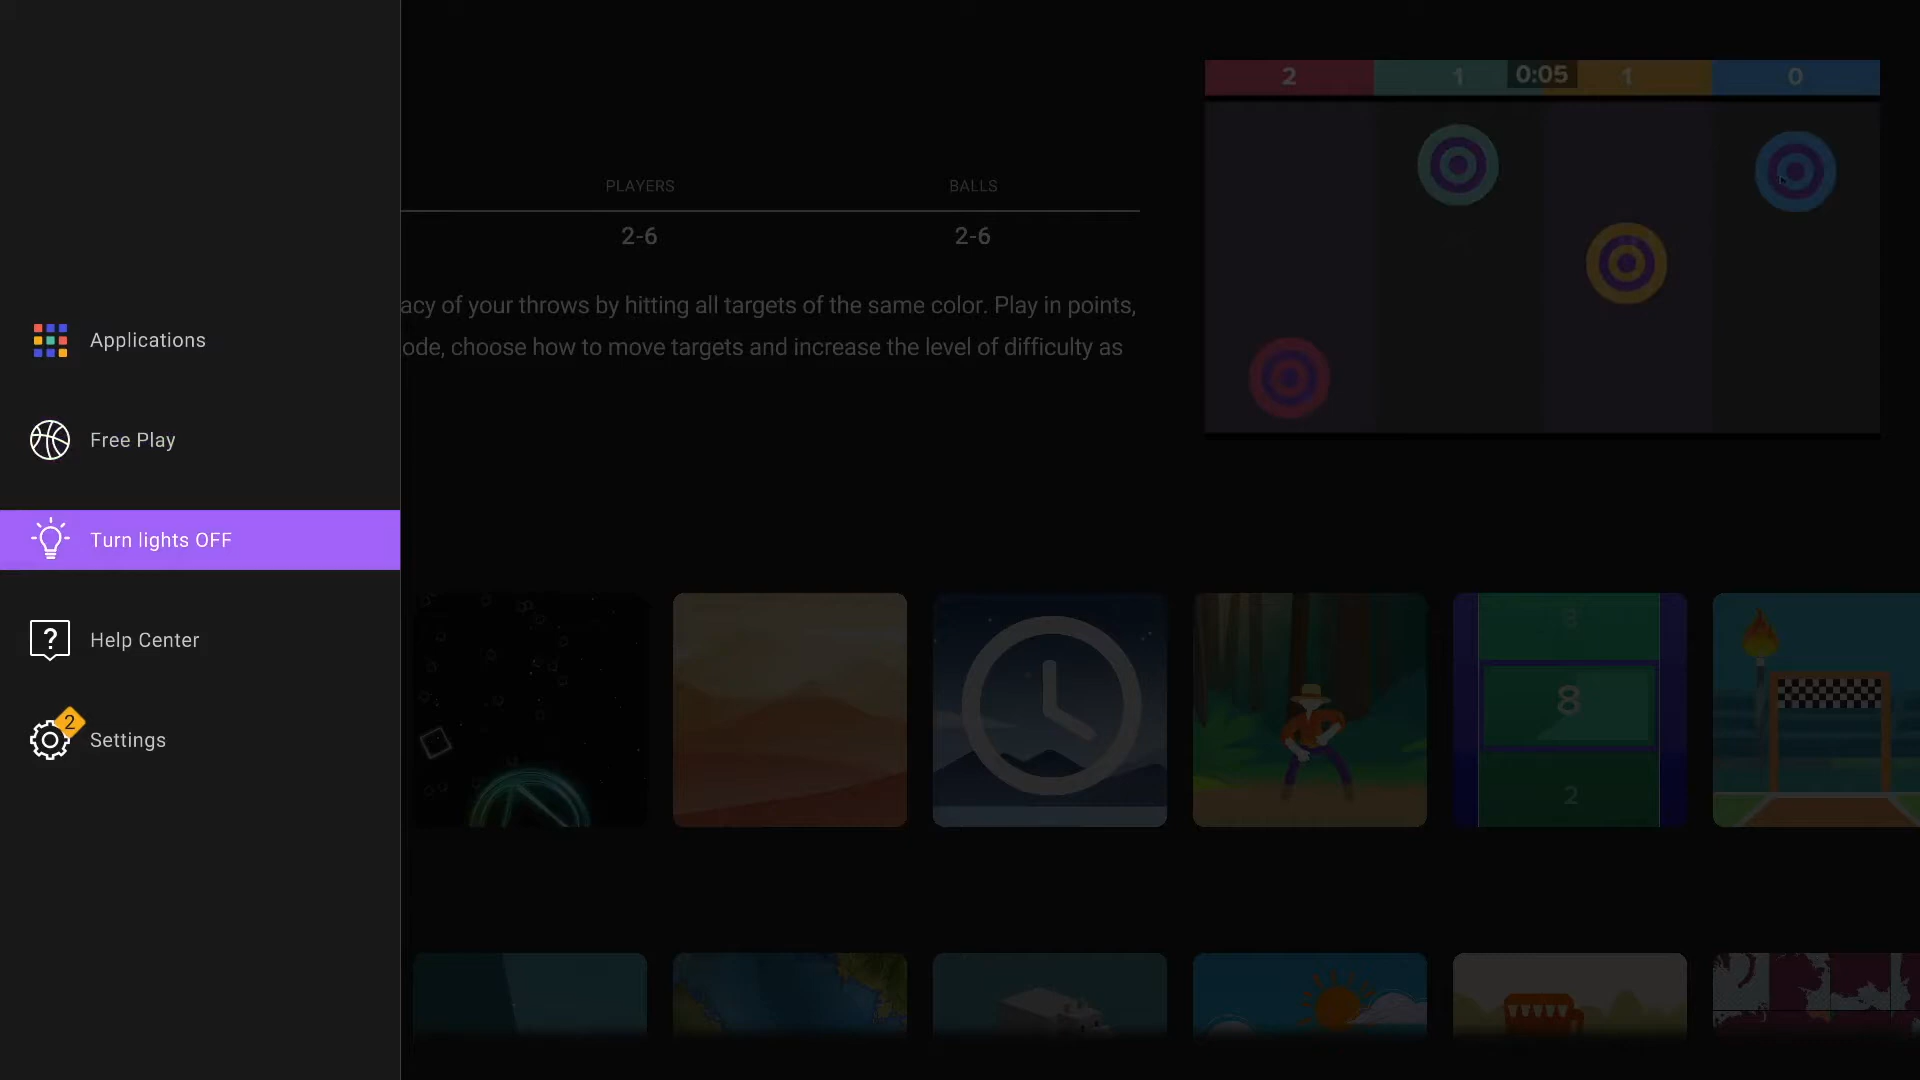 Applications
Free Play
Turn lights OFF
Help Center
2
Settings
2
1
0:05
1
0
PLAYERS
BALLS
2-6
2-6
acy of your throws by hitting all targets of the same color. Play in points,
ode, choose how to move targets and increase the level of difficulty as
8
2